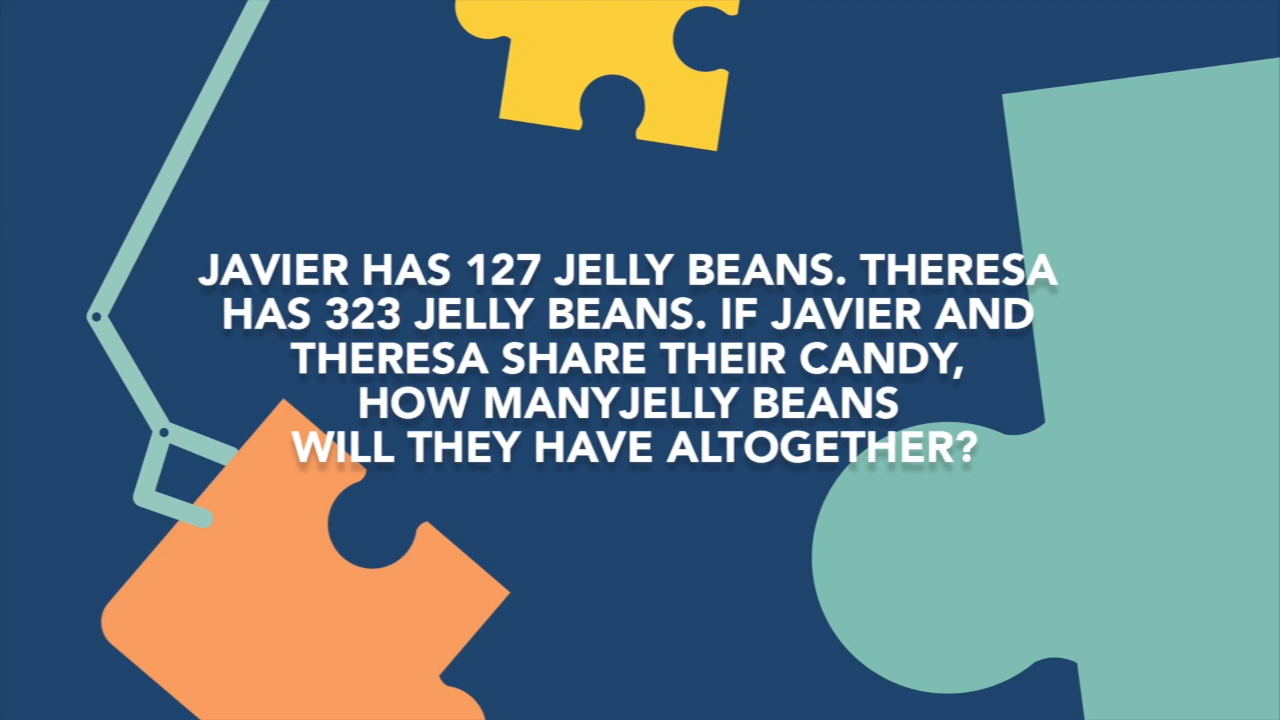 JAVIER HAS 127 JELLY BEANS. THERESA
HAS 323 JELLY BEANS. IF JAVIER AND
THERESA SHARE THEIR CANDY,
HOW MANYJELLY BEANS
WILL THEY HAVE ALTOGETHER?